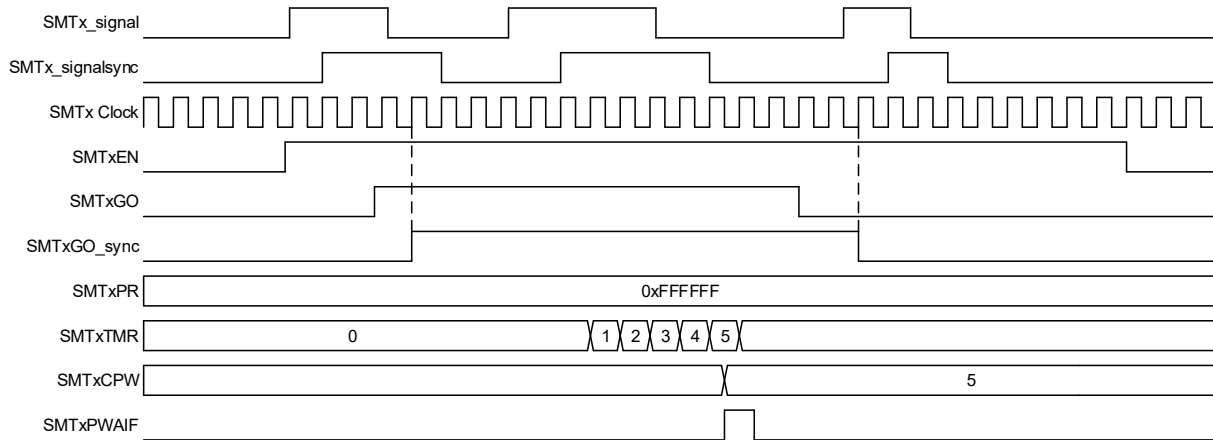 SMTx_signal
SMTx_signalsync
SMTx Clock
SMTxEN
SMTxGO
SMTxGO_sync
SMTxPR 0xFFFFFF
SMTxTMR 0 1 2 3 4 5
SMTxCPW 5
SMTxPWAIF